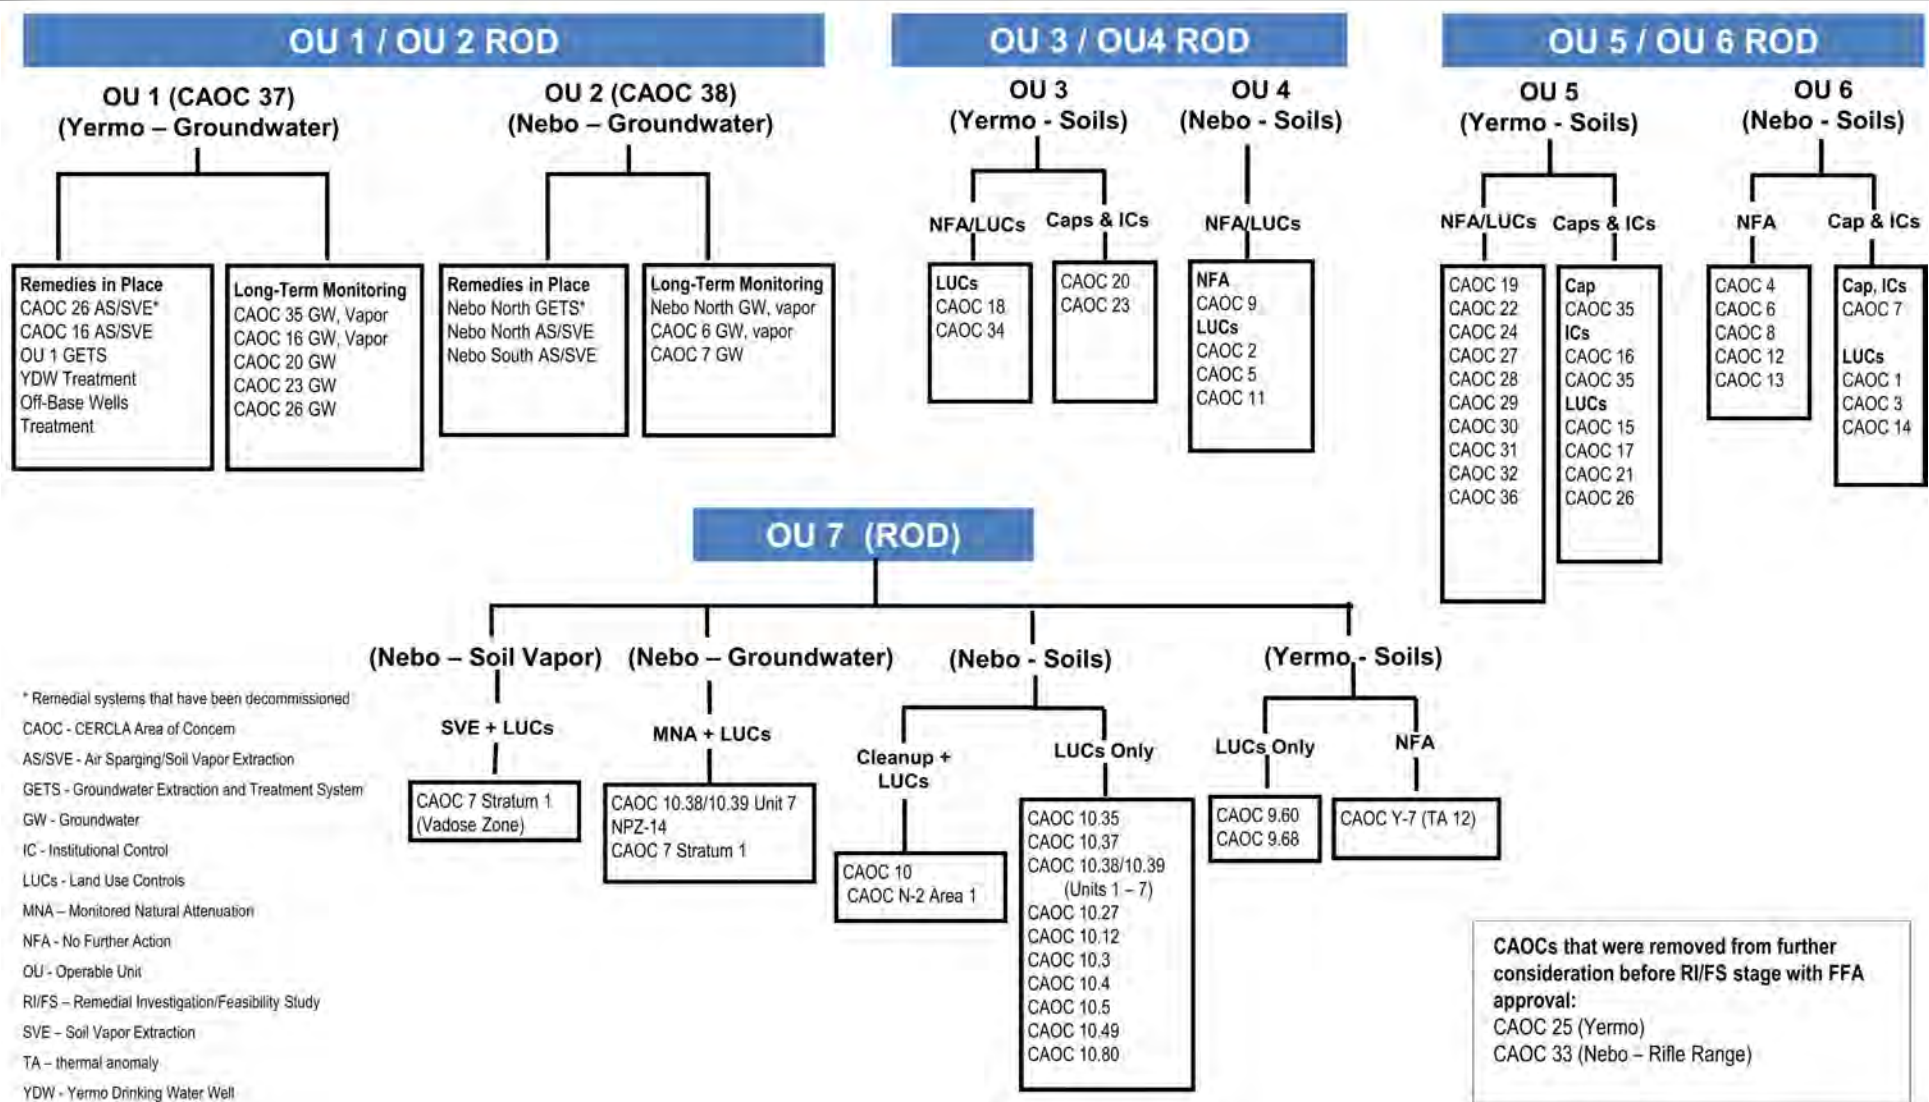 OU 1 / OU 2 ROD
OU 1 (CAOC 37)
(Yermo – Groundwater)
Remedies in Place
CAOC 26 AS/SVE*
CAOC 16 AS/SVE
OU 1 GETS
YDW Treatment
Off-Base Wells
Treatment
Long-Term Monitoring
CAOC 35 GW, Vapor
CAOC 16 GW, Vapor
CAOC 20 GW
CAOC 23 GW
CAOC 26 GW
OU 2 (CAOC 38)
(Nebo – Groundwater)
Remedies in Place
Nebo North GETS*
Nebo North AS/SVE
Nebo South AS/SVE
Long-Term Monitoring
Nebo North GW, vapor
CAOC 6 GW, vapor
CAOC 7 GW
OU 3 / OU4 ROD
OU 3
(Yermo - Soils)
NFA/LUCs
LUCs
CAOC 18
CAOC 34
Caps & ICs
CAOC 20
CAOC 23
OU 4
(Nebo - Soils)
NFA/LUCs
NFA
CAOC 9
LUCs
CAOC 2
CAOC 5
CAOC 11
OU 5 / OU 6 ROD
OU 5
(Yermo - Soils)
NFA/LUCs
CAOC 19
CAOC 22
CAOC 24
CAOC 27
CAOC 28
CAOC 29
CAOC 30
CAOC 31
CAOC 32
CAOC 36
Caps & ICs
Cap
CAOC 35
ICs
CAOC 16
CAOC 35
LUCs
CAOC 15
CAOC 17
CAOC 21
CAOC 26
OU 6
(Nebo - Soils)
NFA
CAOC 4
CAOC 6
CAOC 8
CAOC 12
CAOC 13
Cap & ICs
Cap, ICs
CAOC 7
LUCs
CAOC 1
CAOC 3
CAOC 14
OU 7 (ROD)
(Nebo – Soil Vapor)
SVE + LUCs
CAOC 7 Stratum 1
(Vadose Zone)
(Nebo – Groundwater)
MNA + LUCs
CAOC 10.38/10.39 Unit 7
NPZ-14
CAOC 7 Stratum 1
(Nebo - Soils)
Cleanup +
LUCs
CAOC 10
CAOC N-2 Area 1
LUCs Only
CAOC 10.35
CAOC 10.37
CAOC 10.38/10.39
(Units 1 – 7)
CAOC 10.27
CAOC 10.12
CAOC 10.3
CAOC 10.4
CAOC 10.5
CAOC 10.49
CAOC 10.80
(Yermo - Soils)
LUCs Only
CAOC 9.60
CAOC 9.68
NFA
CAOC Y-7 (TA 12)
* Remedial systems that have been decommissioned
CAOC - CERCLA Area of Concern
AS/SVE - Air Sparging/Soil Vapor Extraction
GETS - Groundwater Extraction and Treatment System
GW - Groundwater
IC - Institutional Control
LUCs - Land Use Controls
MNA – Monitored Natural Attenuation
NFA - No Further Action
OU - Operable Unit
RI/FS – Remedial Investigation/Feasibility Study
SVE – Soil Vapor Extraction
TA – thermal anomaly
YDW - Yermo Drinking Water Well
CAOCs that were removed from further
consideration before RI/FS stage with FFA
approval:
CAOC 25 (Yermo)
CAOC 33 (Nebo – Rifle Range)